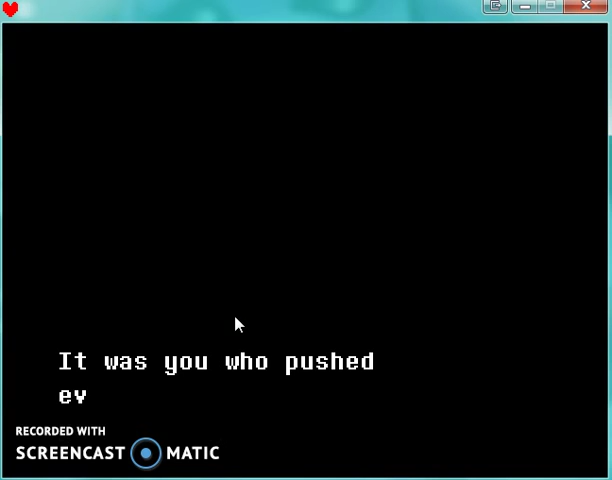 It was you who pushed
ev
RECORDED WITH
SCREENCAST MATIC